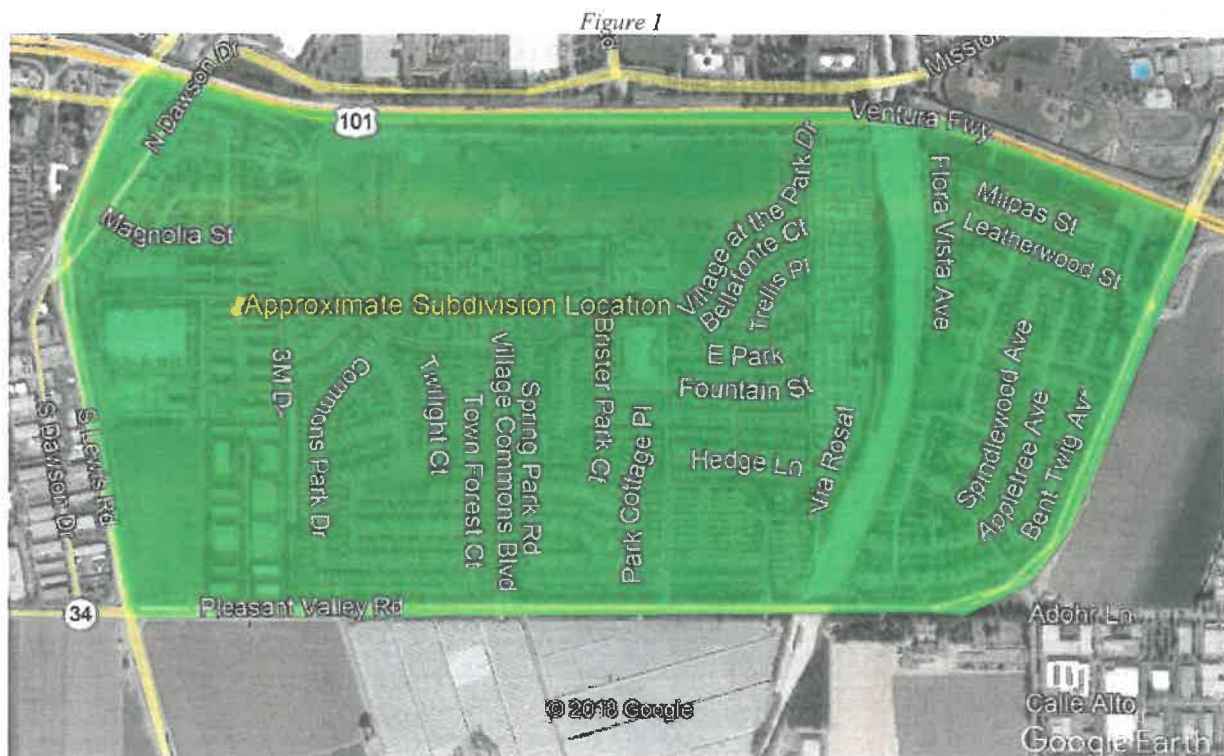 Figure 1
N Dawson Dr
Mission
101
Ventura Fwy
Magnolia St
Village at the Park Dr
Bellafonte Ct
Trellis Pl
Flora Vista Ave
Milpas St
Leatherwood St
Approximate Subdivision Location
3M D
Commons Park Dr
Twilight Ct
Village Commons Blvd
Town Forest Ct
Spring Park Rd
Brister Park Ct
Park Cottage Pl
E Park
Fountain St
Hedge Ln
Via Rosal
Spindlewood Ave
Appletree Ave
Bent Twig Av
S Dawson Dr
S Lewis Rd
34
Pleasant Valley Rd
Adohr Ln
© 2018 Google
Calle Alto
Google Earth